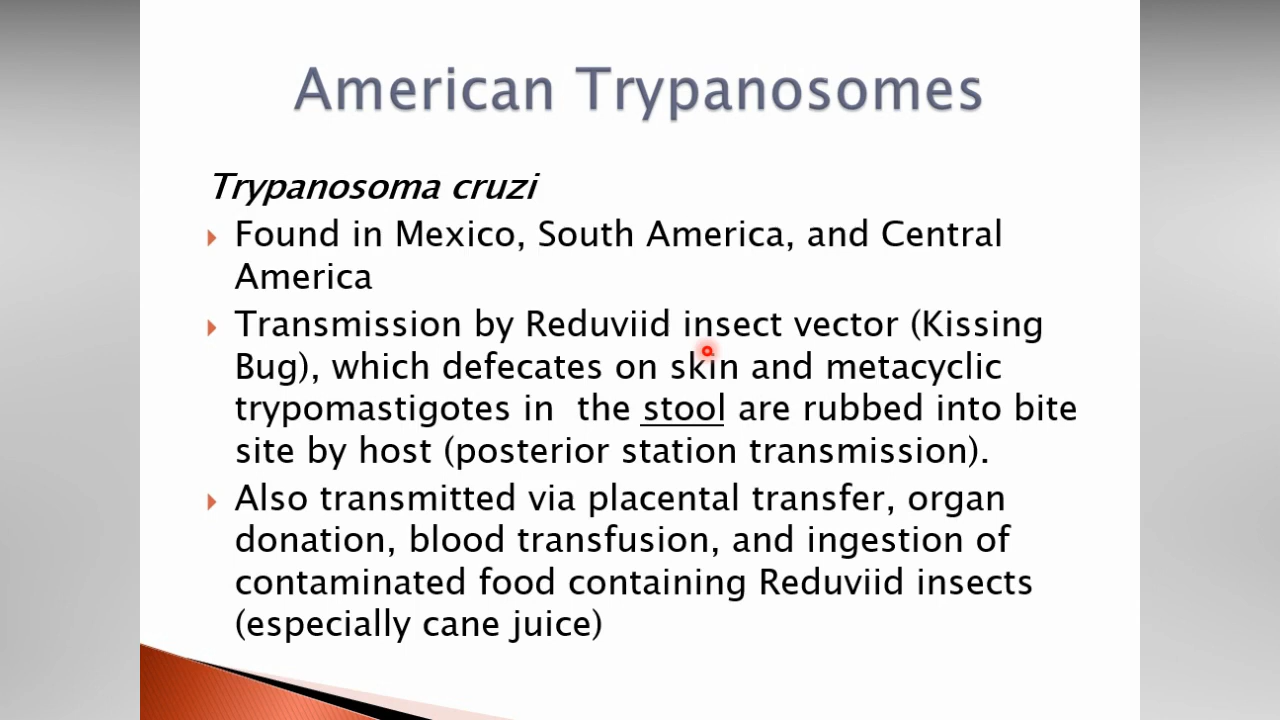 American Trypanosomes
Trypanosoma cruzi
Found in Mexico, South America, and Central
America
Transmission by Reduviid insect vector (Kissing
Bug), which defecates on skin and metacyclic
trypomastigotes in  the stool are rubbed into bite
site by host (posterior station transmission).
Also transmitted via placental transfer, organ
donation, blood transfusion, and ingestion of
contaminated food containing Reduviid insects
(especially cane juice)